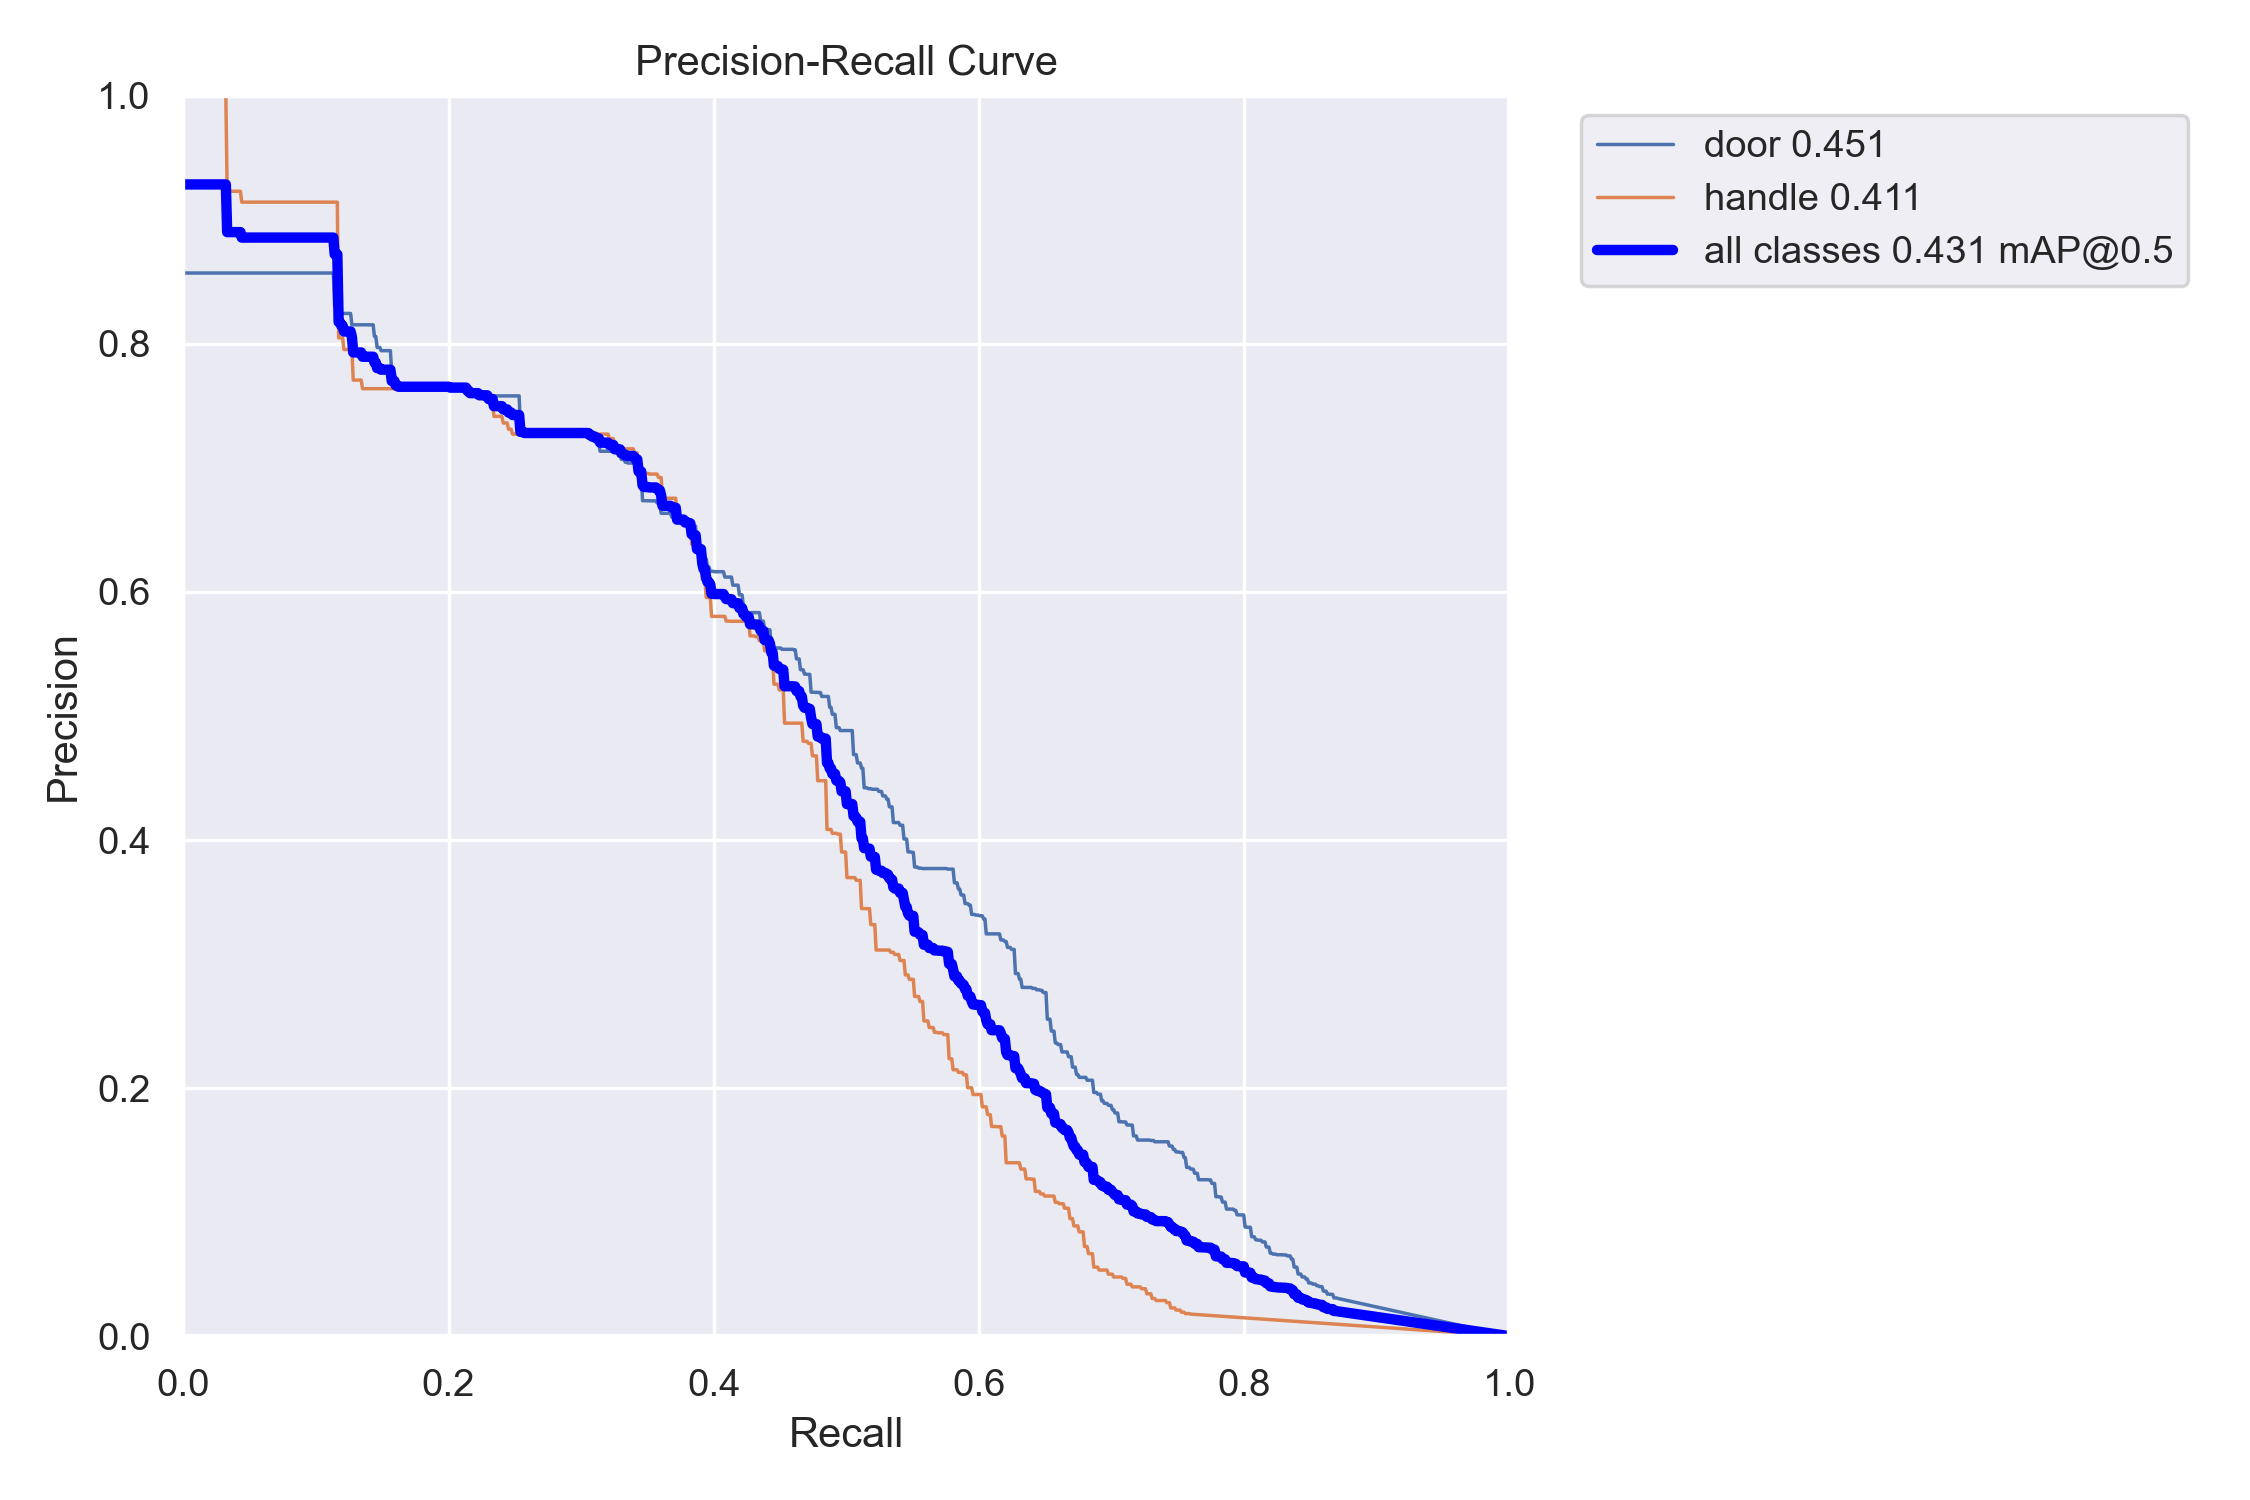 Precision-Recall Curve
1.0
0.8
0.6
0.4
0.2
0.0
Precision
0.0 0.2 0.4 0.6 0.8 1.0
Recall
door 0.451
handle 0.411
all classes 0.431 mAP@0.5